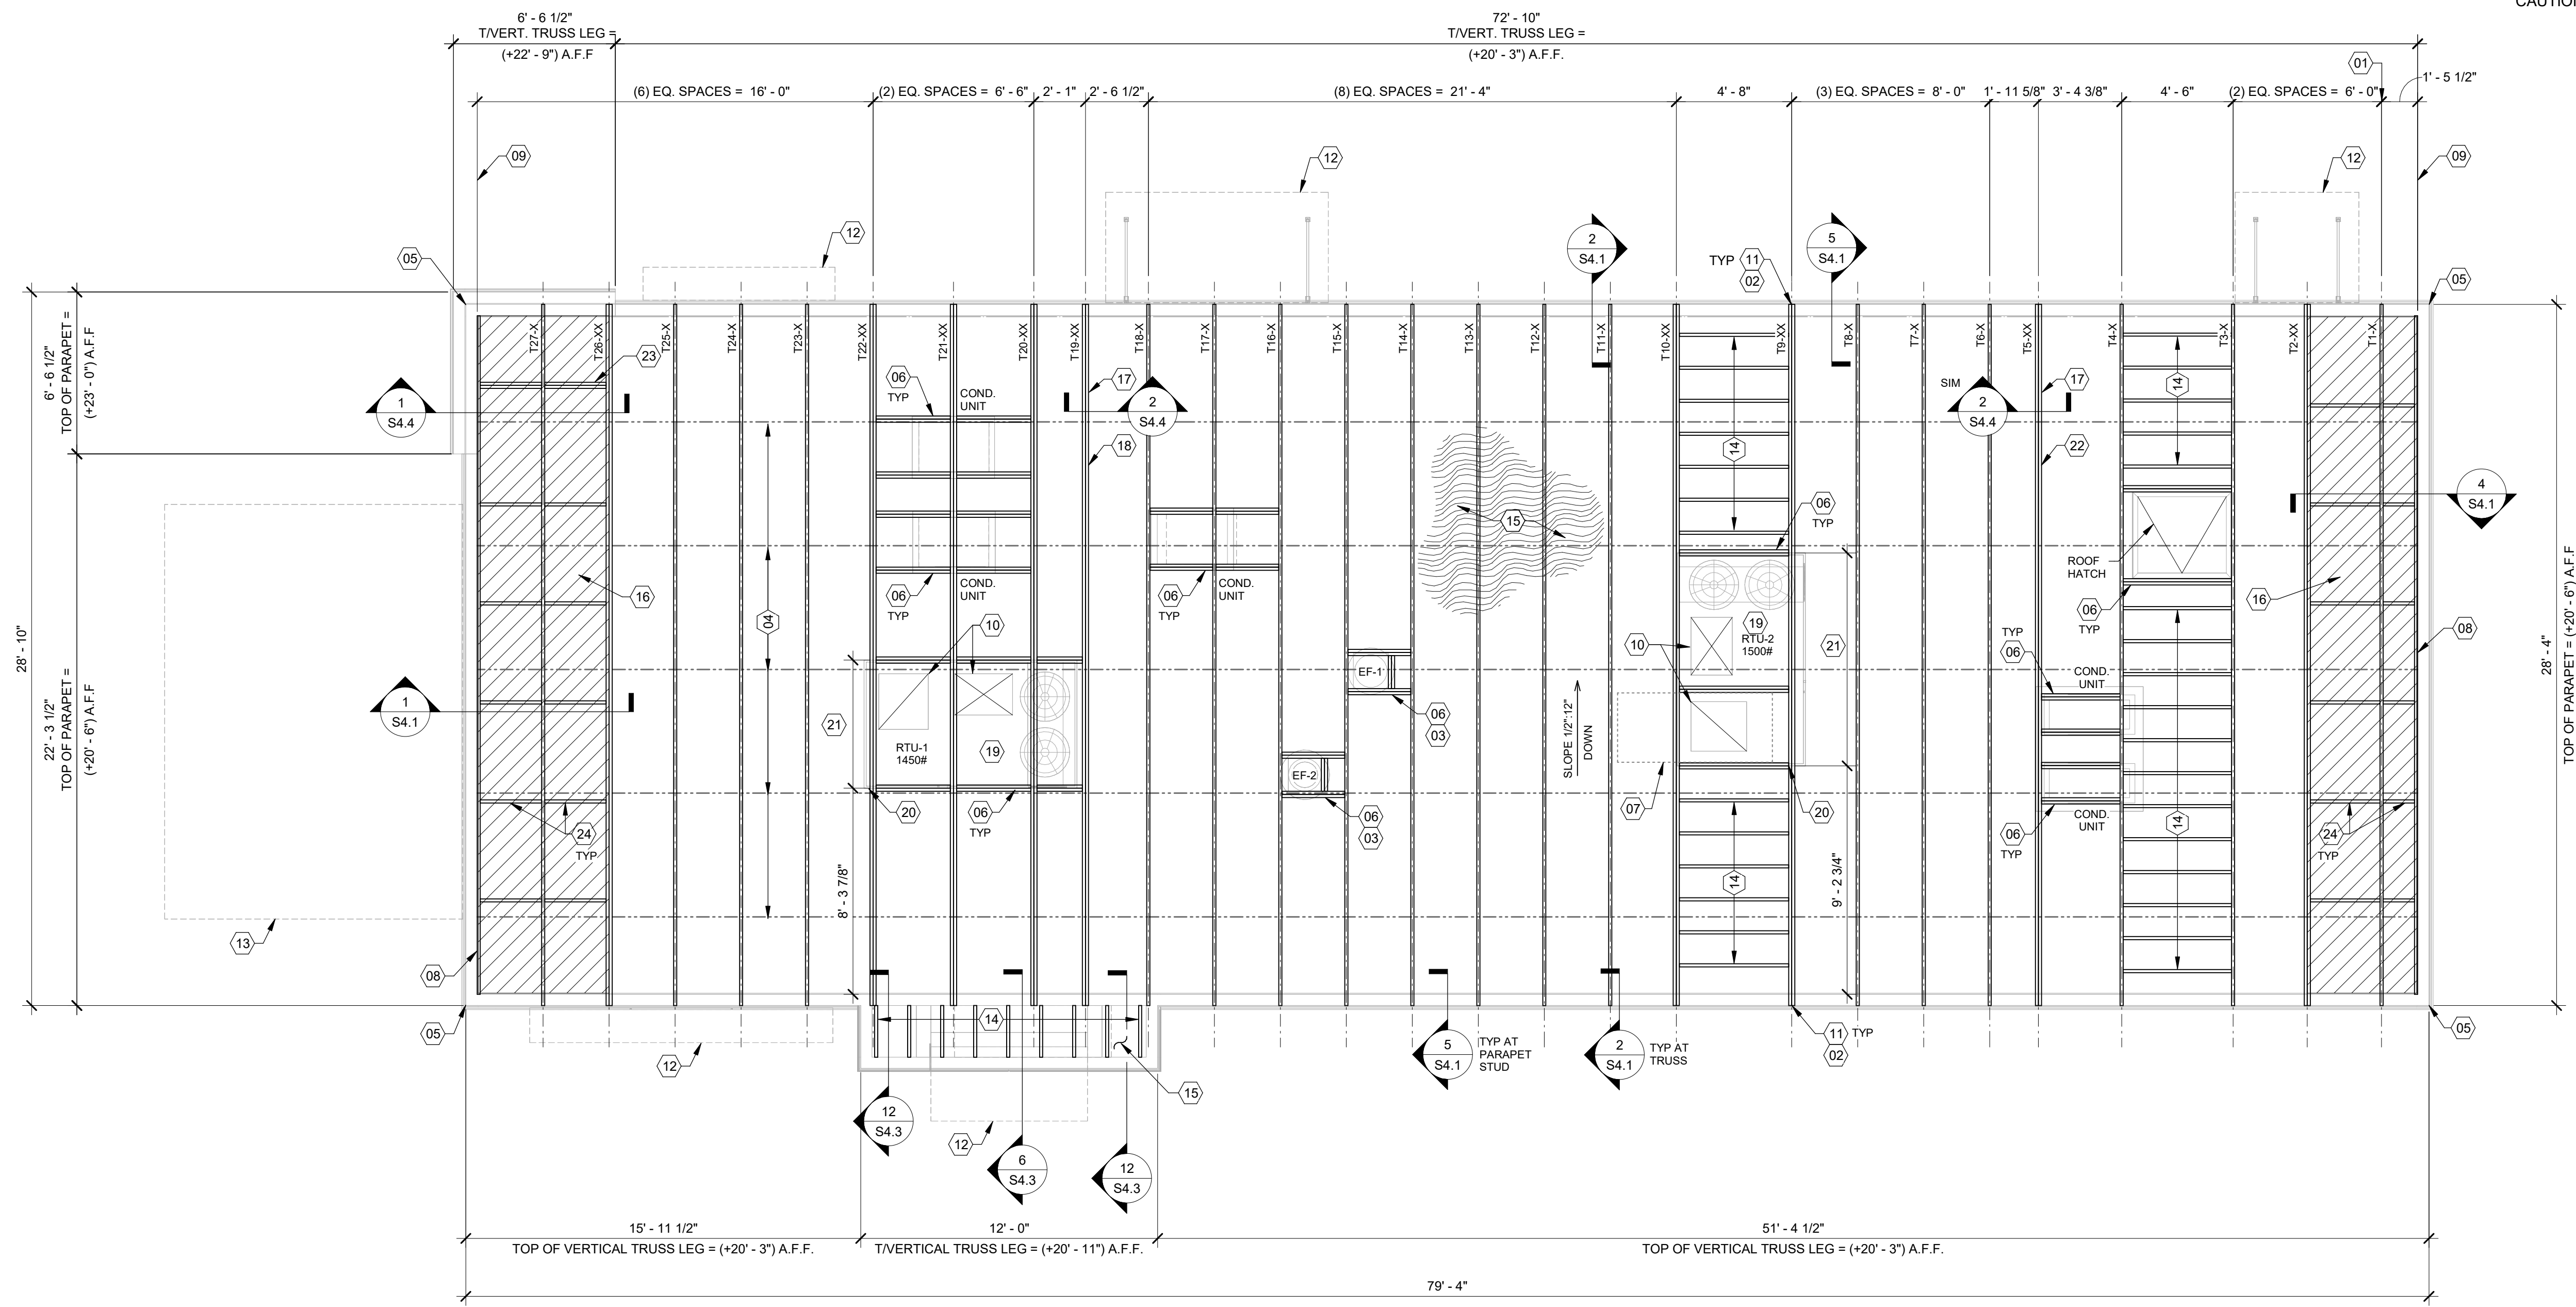 CAUTION
6' - 6 1/2"
T/VERT. TRUSS LEG =
(+22' - 9") A.F.F
72' - 10"
T/VERT. TRUSS LEG =
(+20' - 3") A.F.F.
01
1' - 5 1/2"
(6) EQ. SPACES = 16' - 0"
(2) EQ. SPACES = 6' - 6"
2' - 1"
2' - 6 1/2"
(8) EQ. SPACES = 21' - 4"
4' - 8"
(3) EQ. SPACES = 8' - 0"
1' - 11 5/8"
3' - 4 3/8"
4' - 6"
(2) EQ. SPACES = 6' - 0"
09
12
12
09
12
05
2
S4.1
5
S4.1
TYP
11
02
05
6' - 6 1/2"
TOP OF PARAPET =
(+23' - 0") A.F.F
T27-X
T26-XX
T25-X
T24-X
T23-X
T22-XX
T21-XX
T20-XX
T19-XX
T18-X
T17-X
T16-X
T15-X
T14-X
T13-X
T12-X
T11-X
T10-XX
T9-XX
T8-X
T7-X
T6-X
T5-XX
T4-X
T3-X
T2-XX
T1-X
23
06
TYP
COND.
UNIT
17
1
S4.4
2
S4.4
SIM
2
S4.4
17
14
18
14
22
4
S4.1
15
06
TYP
ROOF
HATCH
16
06
TYP
COND.
UNIT
06
TYP
COND.
UNIT
10
04
19
RTU-2
1500#
10
21
06
TYP
16
08
TYP
06
COND.
UNIT
28' - 10"
22' - 3 1/2"
TOP OF PARAPET =
(+20' - 6") A.F.F
28' - 4"
TOP OF PARAPET = (+20' - 6") A.F.F
1
S4.1
21
RTU-1
1450#
19
EF-1
06
03
EF-2
06
03
SLOPE 1/2":12"
DOWN
07
20
20
06
TYP
24
TYP
COND.
UNIT
06
TYP
14
24
TYP
8' - 3 7/8"
9' - 2 3/4"
14
13
08
05
14
12
15
5
S4.1
TYP AT
PARAPET
STUD
2
S4.1
TYP AT
TRUSS
11
TYP
02
05
12
S4.3
12
6
S4.3
12
S4.3
15' - 11 1/2"
TOP OF VERTICAL TRUSS LEG = (+20' - 3") A.F.F.
12' - 0"
T/VERTICAL TRUSS LEG = (+20' - 11") A.F.F.
51' - 4 1/2"
TOP OF VERTICAL TRUSS LEG = (+20' - 3") A.F.F.
79' - 4"